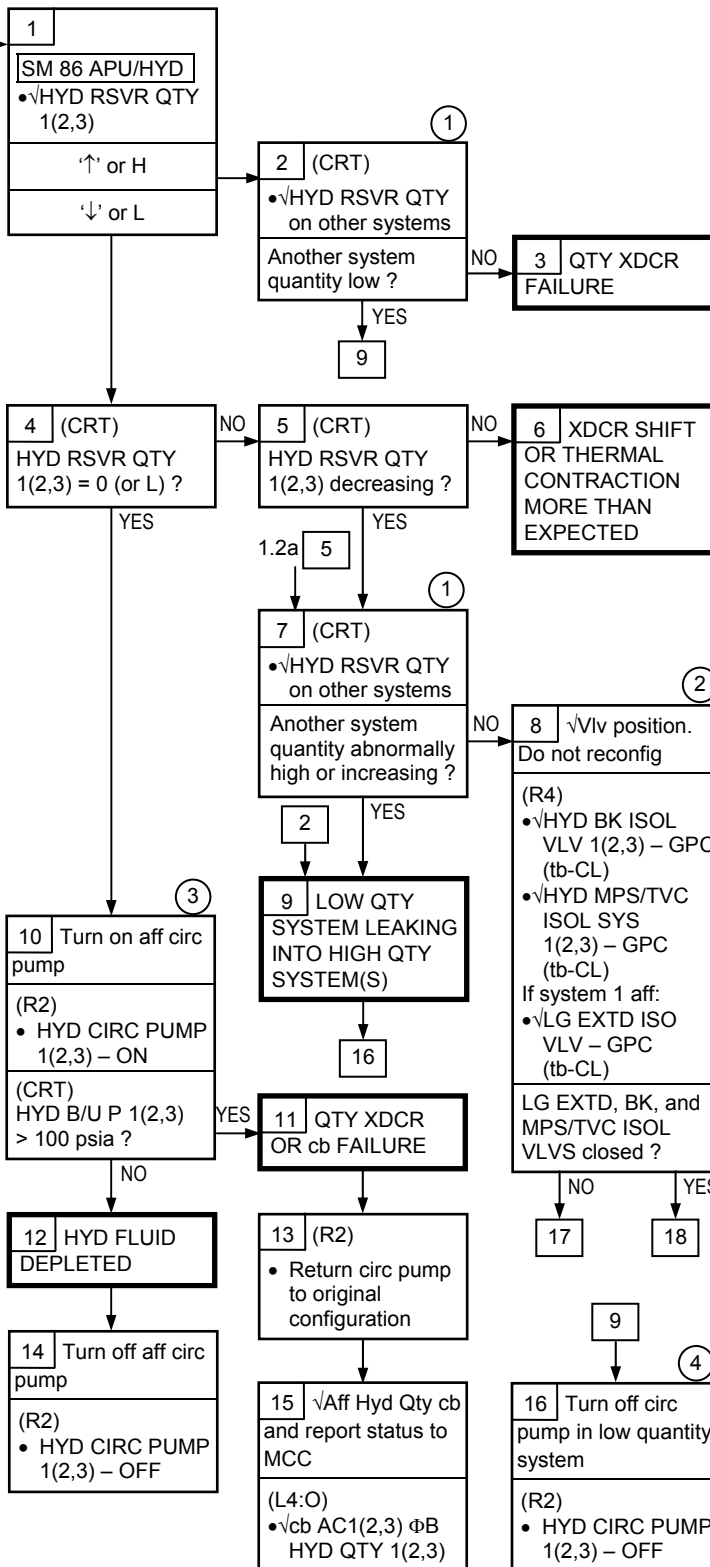 1
SM 86 APU/HYD
•√HYD RSVR QTY
1(2,3)
‘↑’ or H
‘↓’ or L
1
2 (CRT)
•√HYD RSVR QTY
on other systems
Another system
quantity low ?
NO
YES
9
3 QTY XDCR
FAILURE
4 (CRT)
HYD RSVR QTY
1(2,3) = 0 (or L) ?
NO
YES
5 (CRT)
HYD RSVR QTY
1(2,3) decreasing ?
NO
YES
6 XDCR SHIFT
OR THERMAL
CONTRACTION
MORE THAN
EXPECTED
1.2a 5
1
7 (CRT)
•√HYD RSVR QTY
on other systems
Another system
quantity abnormally
high or increasing ?
NO
YES
2
2
8 √Vlv position.
Do not reconfig
(R4)
•√HYD BK ISOL
VLV 1(2,3) – GPC
(tb-CL)
•√HYD MPS/TVC
ISOL SYS
1(2,3) – GPC
(tb-CL)
If system 1 aff:
•√LG EXTD ISO
VLV – GPC
(tb-CL)
LG EXTD, BK, and
MPS/TVC ISOL
VLVS closed ?
NO
YES
17
18
9 LOW QTY
SYSTEM LEAKING
INTO HIGH QTY
SYSTEM(S)
16
3
10 Turn on aff circ
pump
(R2)
• HYD CIRC PUMP
1(2,3) – ON
(CRT)
HYD B/U P 1(2,3)
> 100 psia ?
YES
NO
11 QTY XDCR
OR cb FAILURE
12 HYD FLUID
DEPLETED
13 (R2)
• Return circ pump
to original
configuration
14 Turn off aff circ
pump
(R2)
• HYD CIRC PUMP
1(2,3) – OFF
15 √Aff Hyd Qty cb
and report status to
MCC
(L4:O)
•√cb AC1(2,3) ΦB
HYD QTY 1(2,3)
9
4
16 Turn off circ
pump in low quantity
system
(R2)
• HYD CIRC PUMP
1(2,3) – OFF